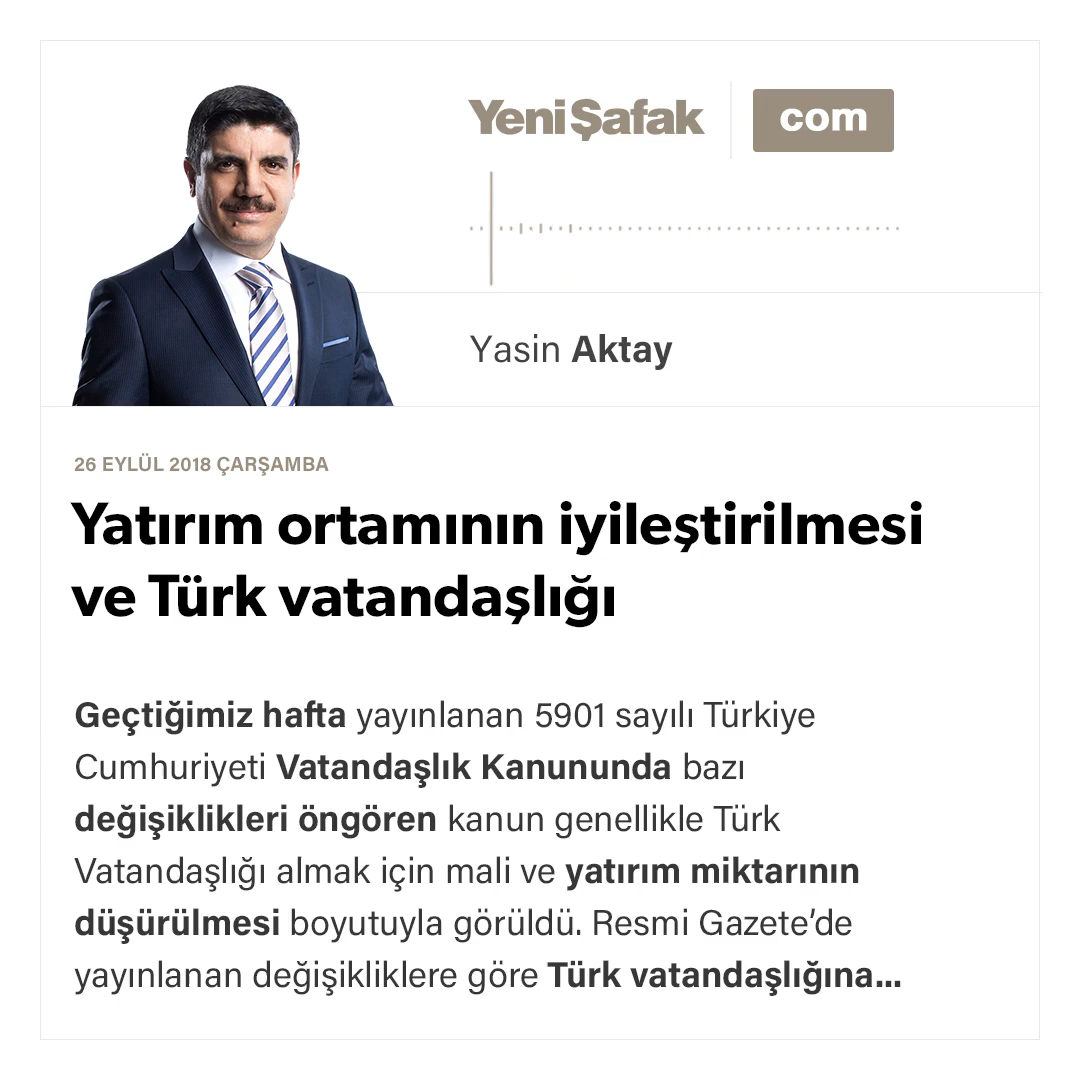 YeniŞafak com
Yasin Aktay
26 EYLÜL 2018 ÇARŞAMBA
Yatırım ortamının iyileştirilmesi
ve Türk vatandaşlığı
Geçtiğimiz hafta yayınlanan 5901 sayılı Türkiye
Cumhuriyeti Vatandaşlık Kanununda bazı
değişiklikleri öngören kanun genellikle Türk
Vatandaşlığı almak için mali ve yatırım miktarının
düşürülmesi boyutuyla görüldü. Resmi Gazete’de
yayınlanan değişikliklere göre Türk vatandaşlığına...